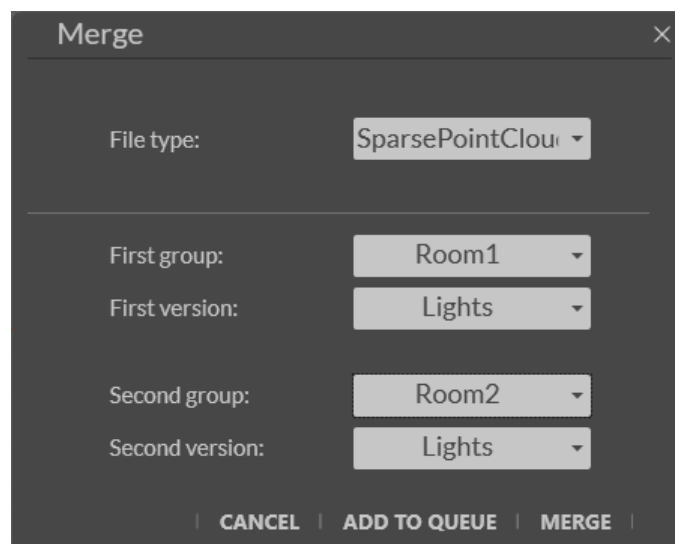 Merge
File type: SparsePointClou
First group: Room1
First version: Lights
Second group: Room2
Second version: Lights
CANCEL ADD TO QUEUE MERGE